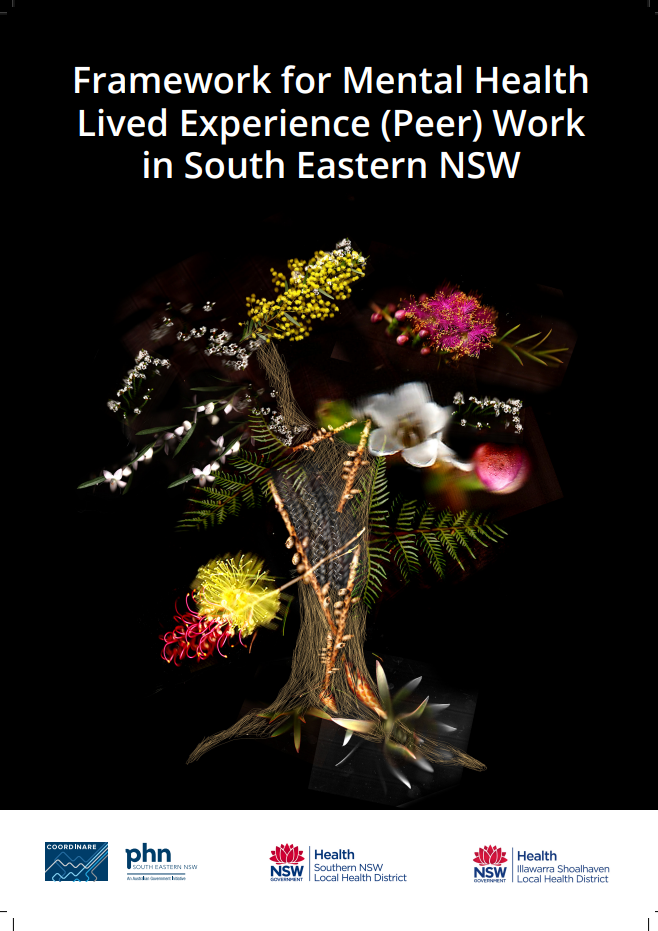 Framework for Mental Health
Lived Experience (Peer) Work
in South Eastern NSW
COORDINARE
phn
SOUTH EASTERN NSW
An Australian Government Initiative
NSW
GOVERNMENT
Health
Southern NSW
Local Health District
NSW
GOVERNMENT
Health
Illawarra Shoalhaven
Local Health District